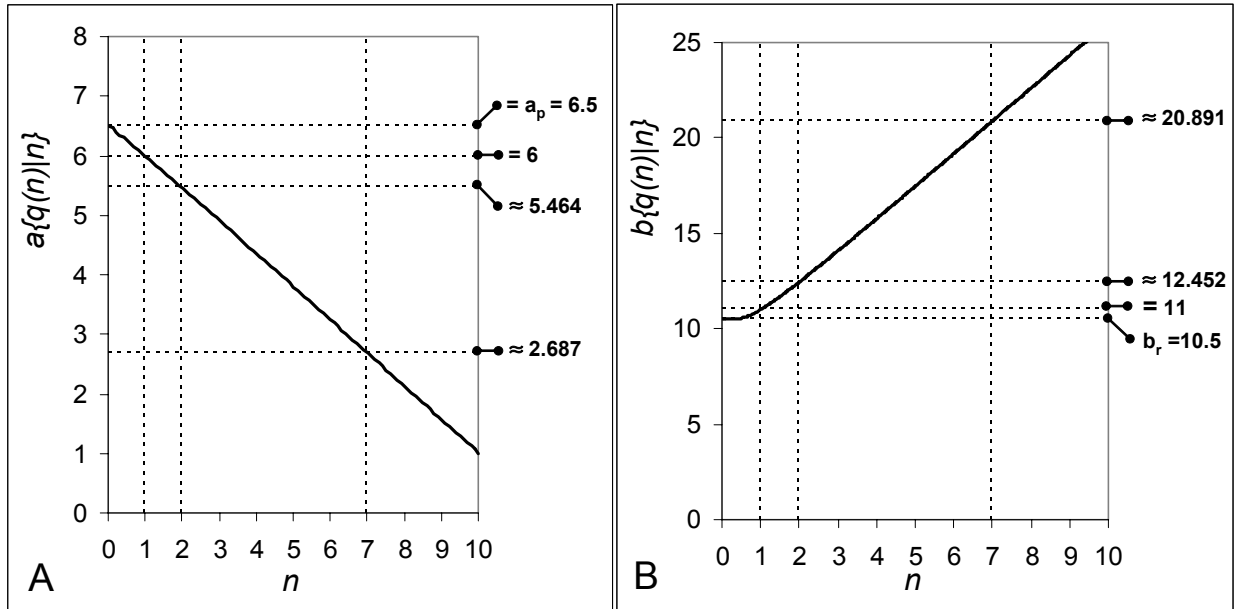 8
7
6
5
4
3
2
1
0
a{q(n)|n}
= aₚ = 6.5
= 6
≈ 5.464
≈ 2.687
0 1 2 3 4 5 6 7 8 9 10
n
A
25
20
15
10
5
0
b{q(n)|n}
≈ 20.891
≈ 12.452
= 11
bᵣ =10.5
0 1 2 3 4 5 6 7 8 9 10
n
B